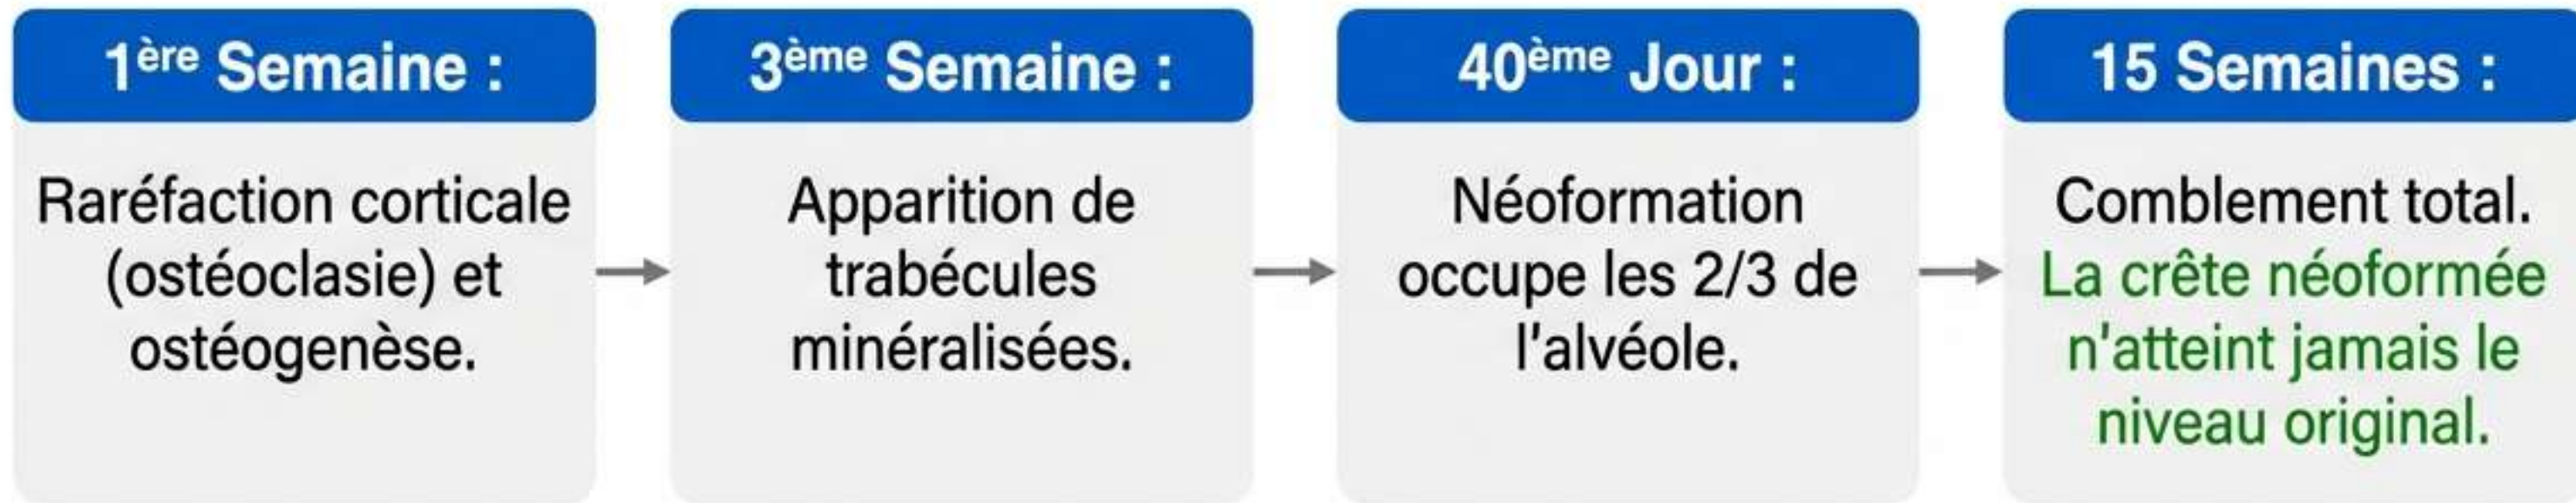 1ère Semaine :
Raréfaction corticale
(ostéoclasie) et
ostéogenèse.
3ème Semaine :
Apparition de
trabécules
minéralisées.
40ème Jour :
Néoformation
occupe les 2/3 de
l'alvéole.
15 Semaines :
Comblement total.
La crête néoformée
n'atteint jamais le
niveau original.